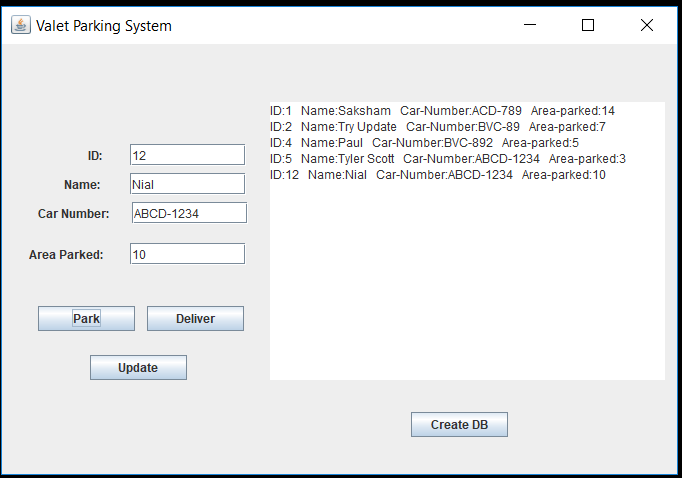 Valet Parking System
ID: 12
Name: Nial
Car Number: ABCD-1234
Area Parked: 10
Park Deliver
Update
ID:1 Name:Saksham Car-Number:ACD-789 Area-parked:14
ID:2 Name:Try Update Car-Number:BVC-89 Area-parked:7
ID:4 Name:Paul Car-Number:BVC-892 Area-parked:5
ID:5 Name:Tyler Scott Car-Number:ABCD-1234 Area-parked:3
ID:12 Name:Nial Car-Number:ABCD-1234 Area-parked:10
Create DB